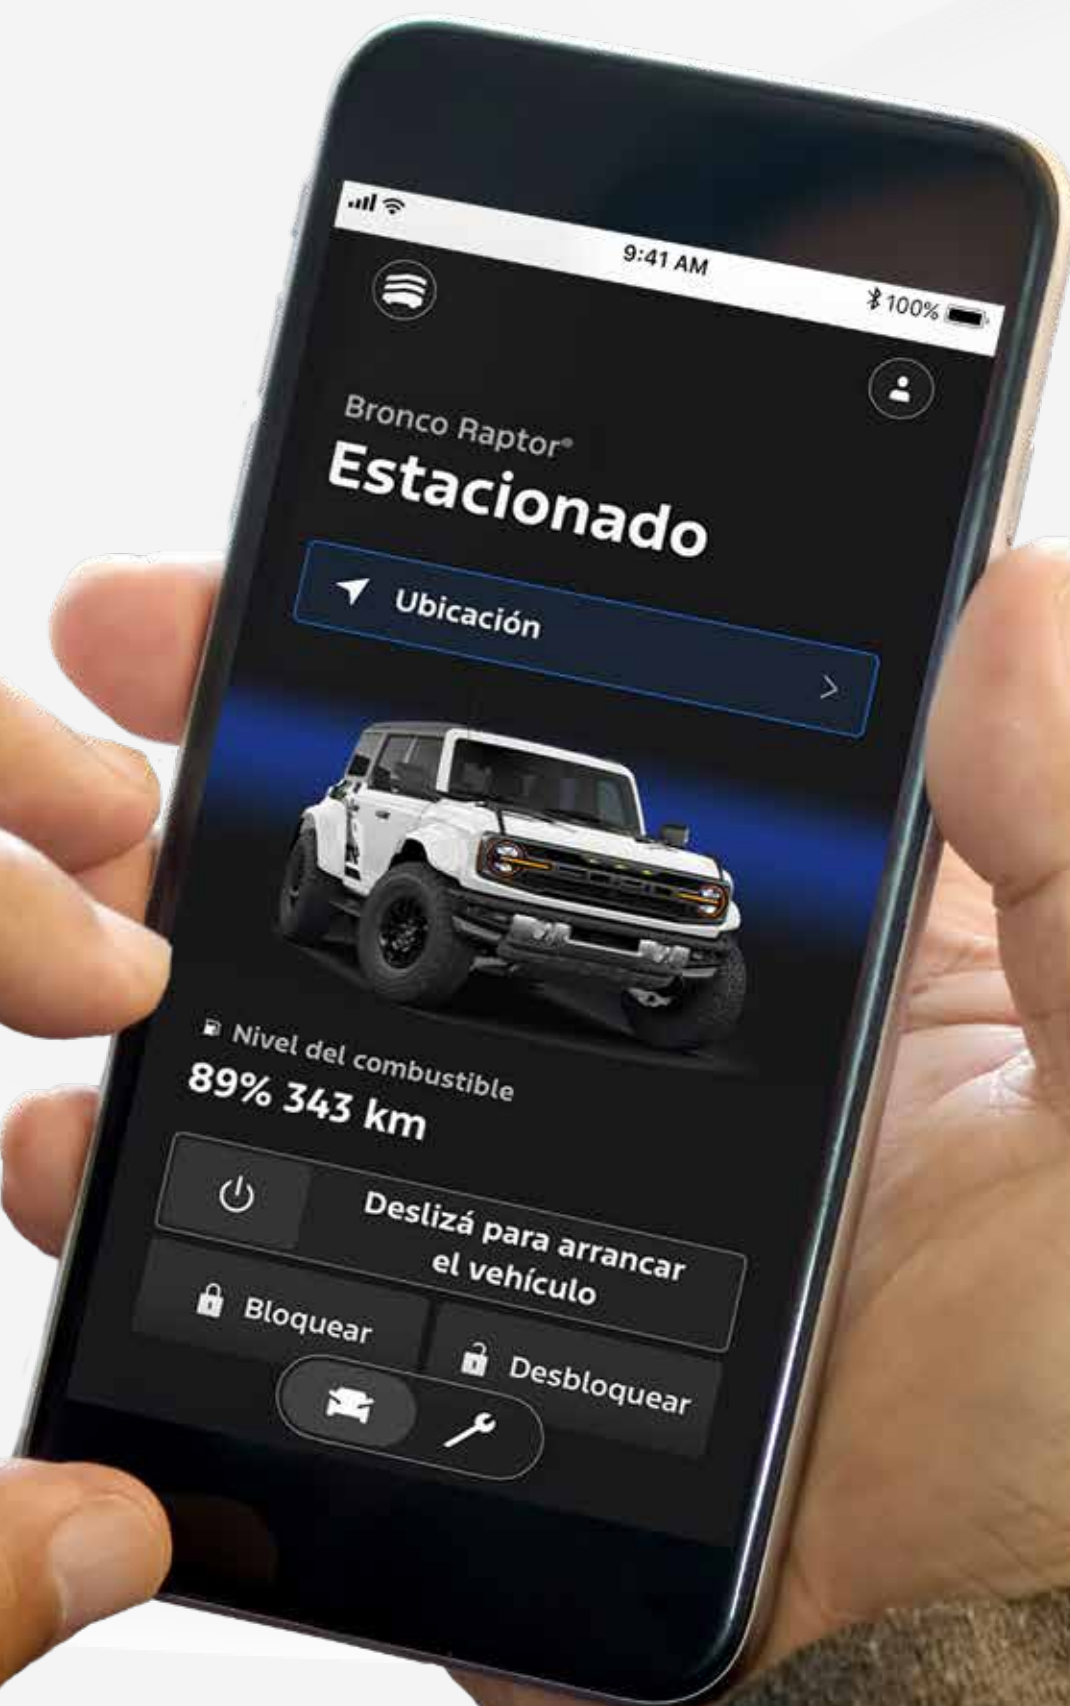 9:41 AM
100%
Bronco Raptor®
Estacionado
Ubicación
Nivel del combustible
89% 343 km
Deslizá para arrancar
el vehículo
Bloquear
Desbloquear